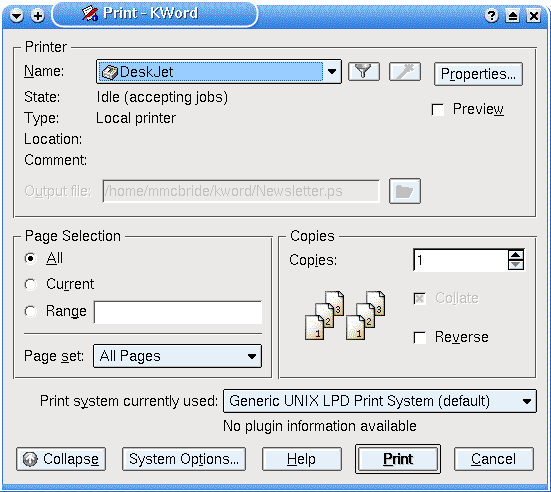 Print - KWord
Printer
Name: DeskJet Properties...
State: Idle (accepting jobs)
Preview
Type: Local printer
Location:
Comment:
Output file: /home/mmcbride/kword/Newsletter.ps
Page Selection
All
Current
Range
Page set: All Pages
Copies
Copies: 1
1 2 3 1 2 3
Collate
Reverse
Print system currently used: Generic UNIX LPD Print System (default)
No plugin information available
Collapse System Options... Help Print Cancel